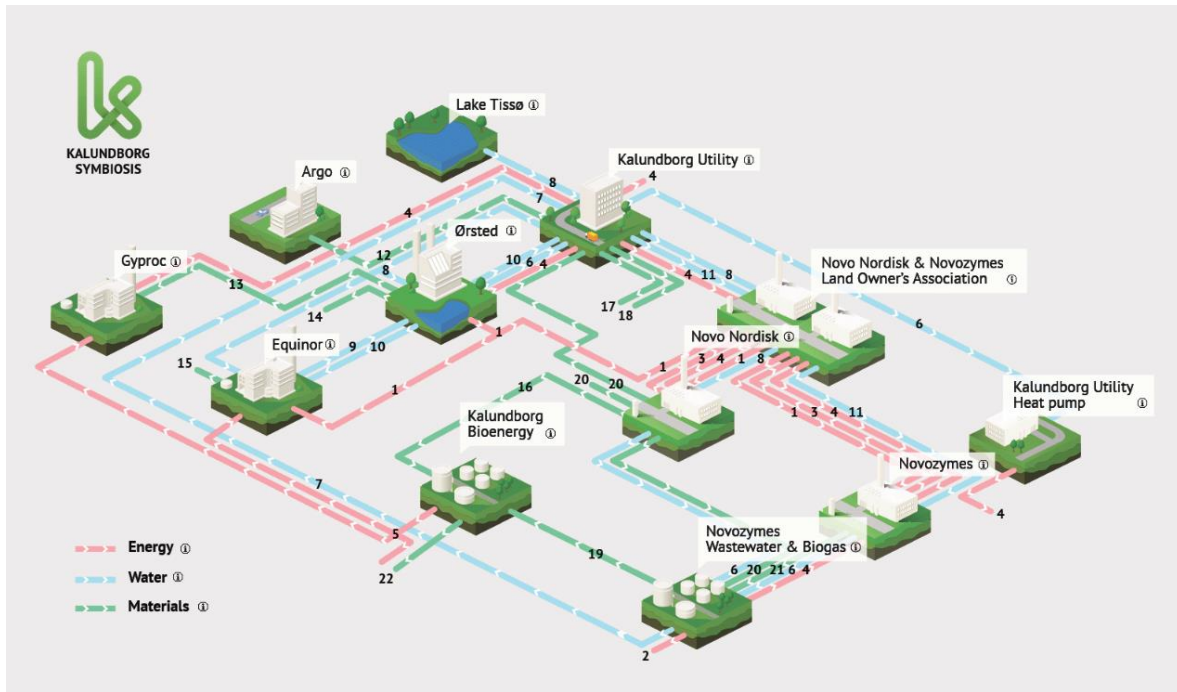 KALUNDBORG
SYMBIOSIS
Lake Tissø
Kalundborg Utility
4
Argo
8
7
4
Ørsted
12
8
10 6 4
Gyproc
13
4 11 8
Novo Nordisk & Novozymes
Land Owner's Association
17
18
14
6
1
Novo Nordisk
Equinor
9 10
1 3 4 1 8
15
1
16
20
20
Kalundborg Utility
Heat pump
Kalundborg
Bioenergy
1 3 4 11
Novozymes
7
4
5
Novozymes
Wastewater & Biogas
Energy
19
6 20 21 6 4
22
Water
Materials
2